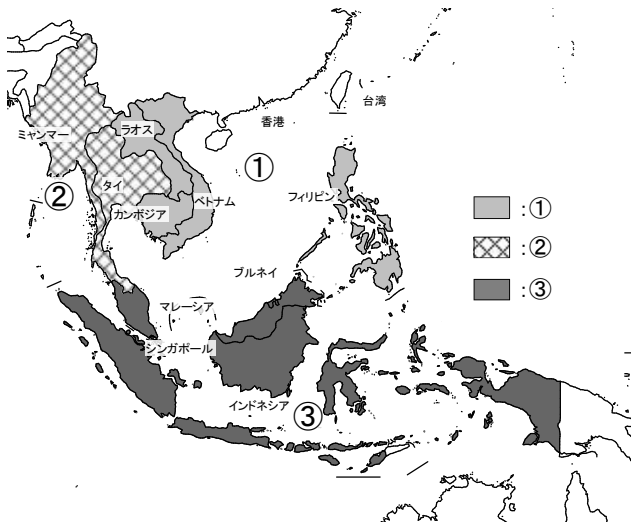 台湾
香港
ミャンマー
ラオス
①
②
タイ
ベトナム
カンボジア
フィリピン
:①
:②
:③
ブルネイ
マレーシア
シンガポール
インドネシア
③